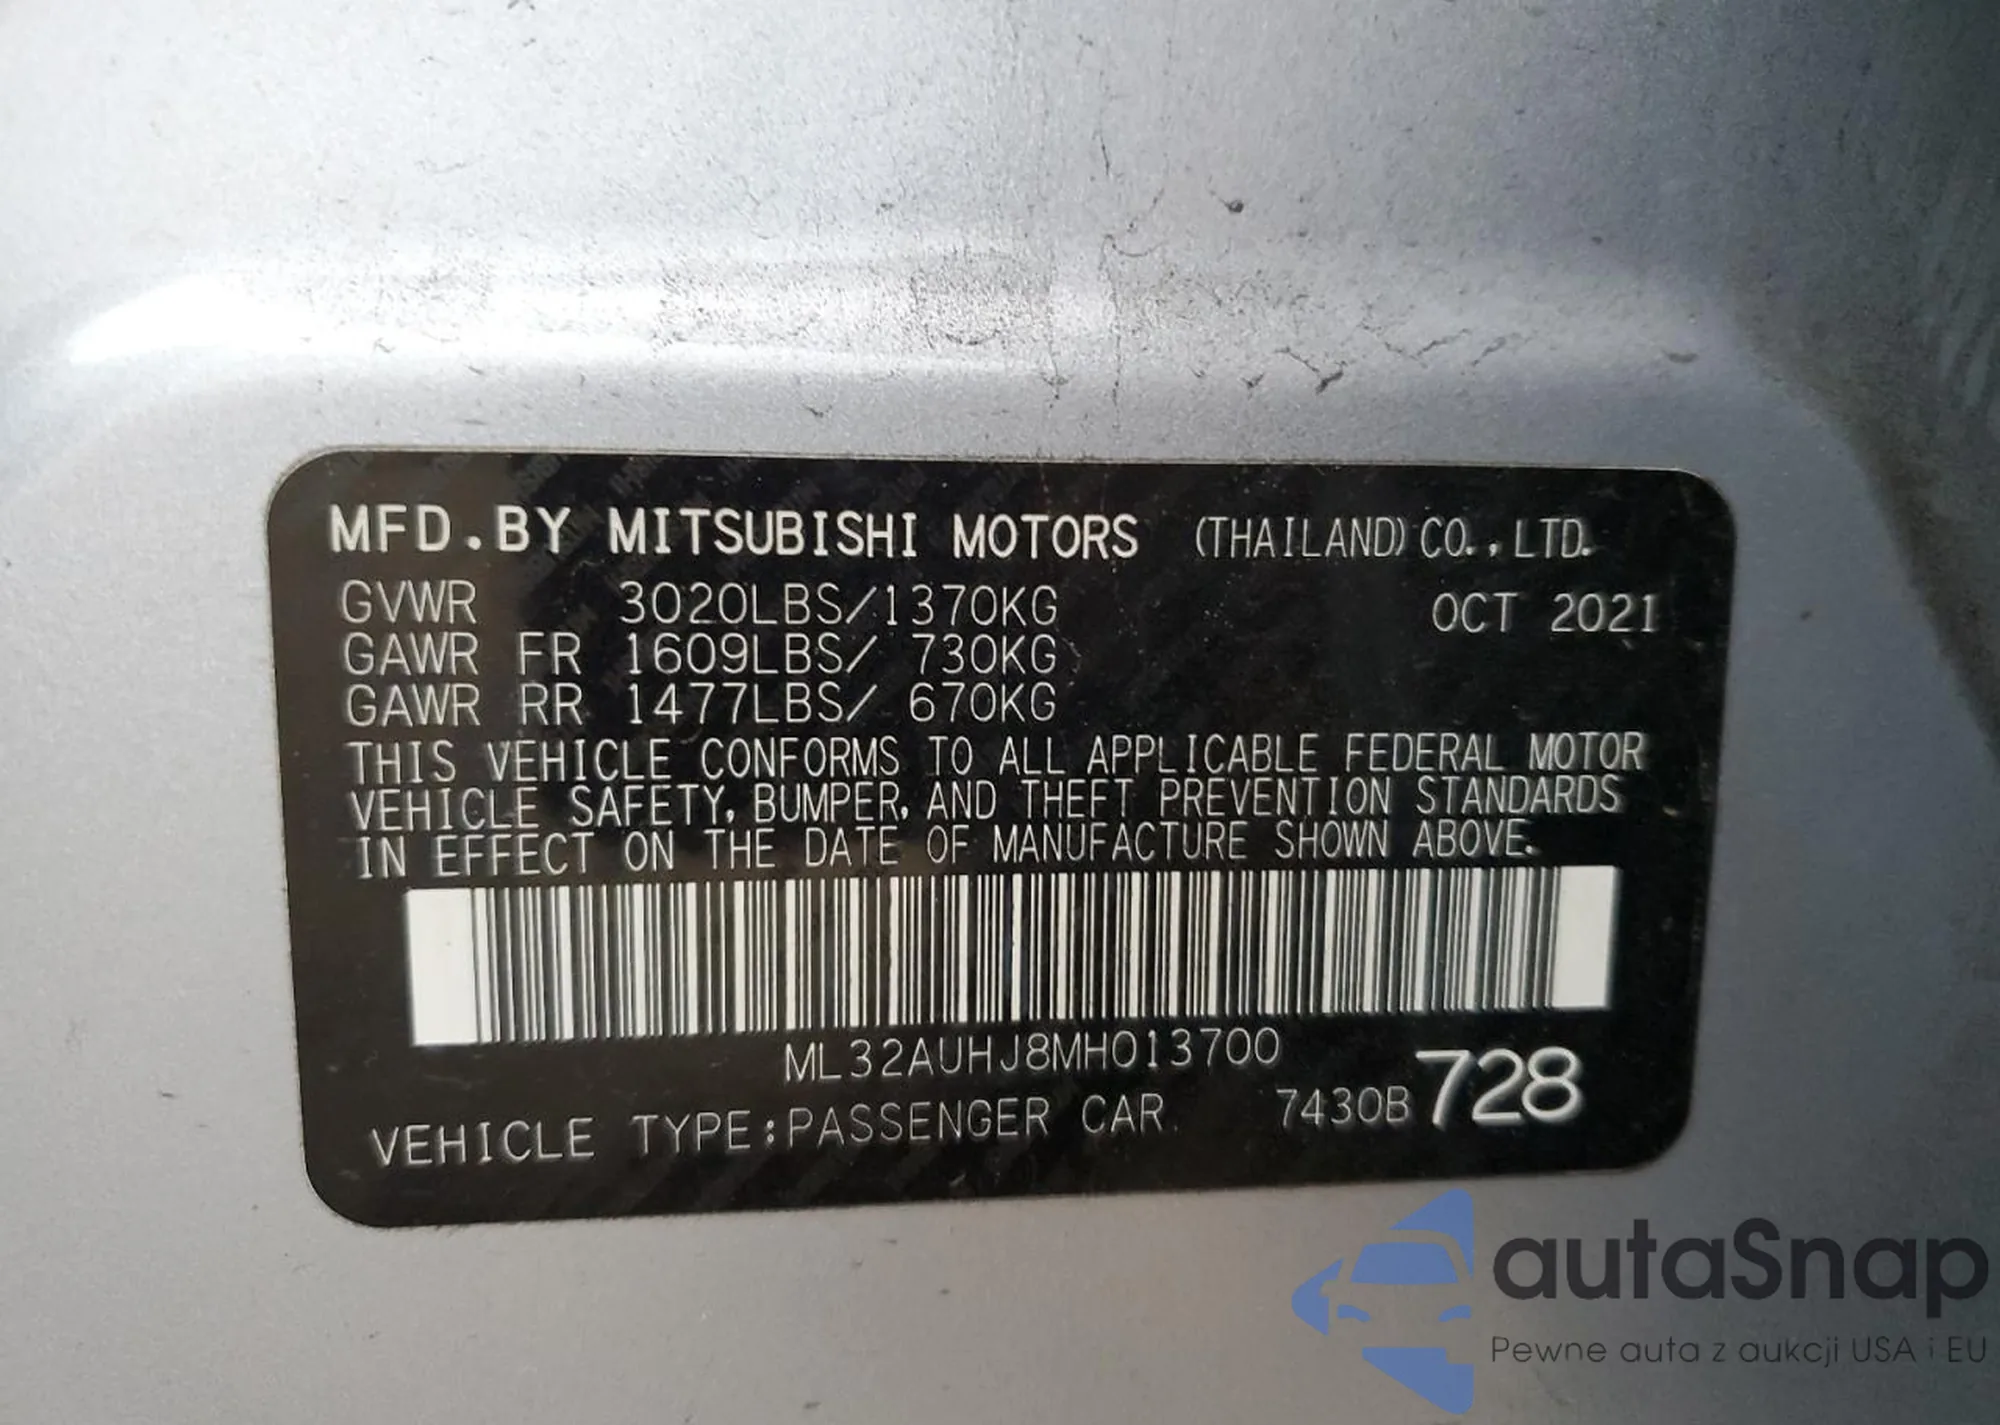 MFD.BY MITSUBISHI MOTORS (THAILAND) CO.,LTD.
GVWR 3020LBS/1370KG OCT 2021
GAWR FR 1609LBS/ 730KG
GAWR RR 1477LBS/ 670KG
THIS VEHICLE CONFORMS TO ALL APPLICABLE FEDERAL MOTOR
VEHICLE SAFETY, BUMPER, AND THEFT PREVENTION STANDARDS
IN EFFECT ON THE DATE OF MANUFACTURE SHOWN ABOVE.
ML32AUHJ8MH013700
VEHICLE TYPE:PASSENGER CAR 7430B 728
autaSnap
Pewne auta z aukcji USA i EU